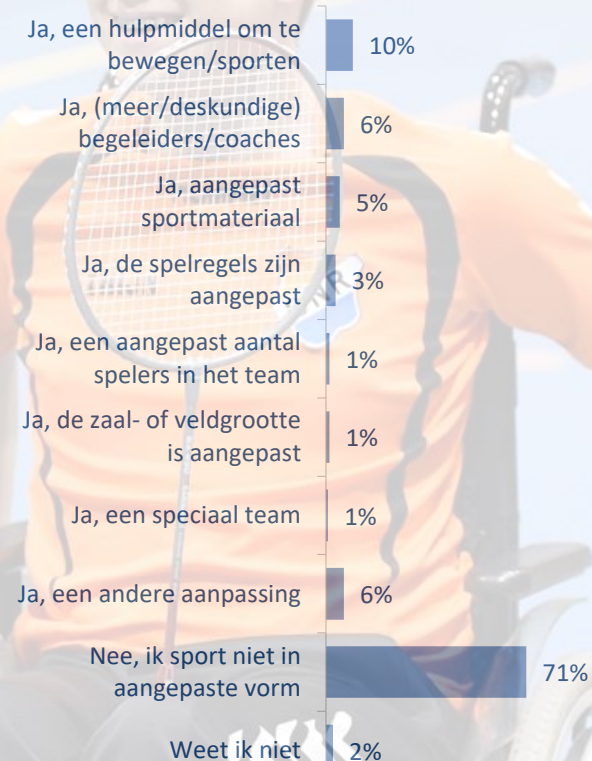 Ja, een hulpmiddel om te
bewegen/sporten
10%
Ja, (meer/deskundige)
begeleiders/coaches
6%
Ja, aangepast
sportmateriaal
5%
Ja, de spelregels zijn
aangepast
3%
Ja, een aangepast aantal
spelers in het team
1%
Ja, de zaal- of veldgrootte
is aangepast
1%
Ja, een speciaal team
1%
Ja, een andere aanpassing
6%
Nee, ik sport niet in
aangepaste vorm
71%
Weet ik niet
2%